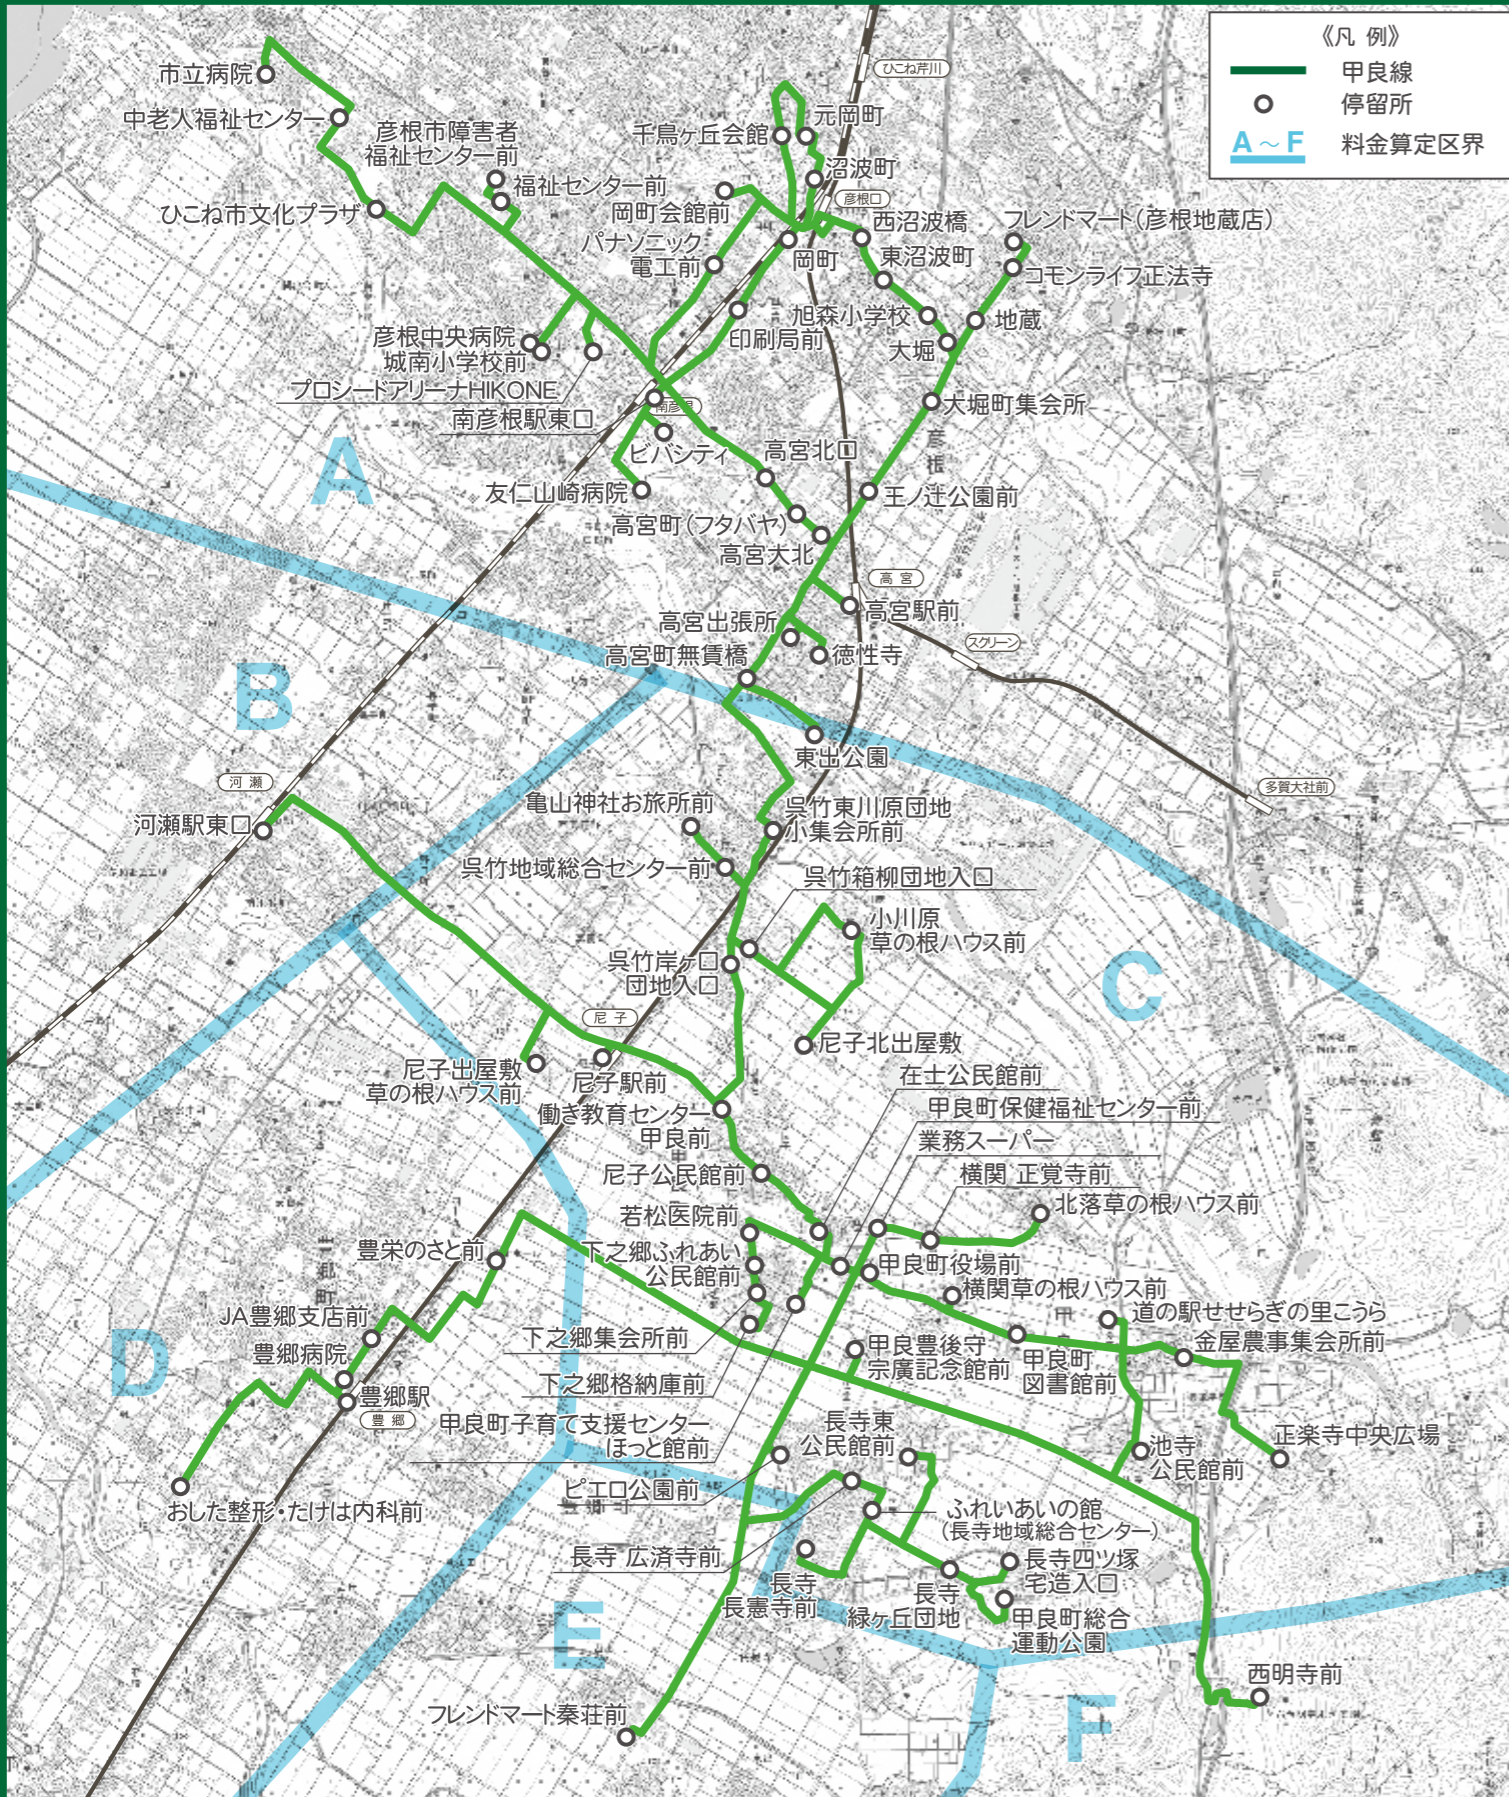 《凡 例》
甲良線
停留所
A～F 料金算定区界
ひこね芹川
市立病院
中老人福祉センター
彦根市障害者
福祉センター前
福祉センター前
ひこね市文化プラザ
千鳥ヶ丘会館
元岡町
沼波町
彦根口
岡町会館前
西沼波橋
フレンドマート(彦根地蔵店)
パナソニック
電工前
岡町
東沼波町
コモンライフ正法寺
旭森小学校
地蔵
印刷局前
大堀
彦根中央病院
城南小学校前
プロシードアリーナHIKONE
南彦根
南彦根駅東口
大堀町集会所
ビバシティ
高宮北口
友仁山崎病院
王ノ辻公園前
高宮町(フタバヤ)
高宮大北
A
高宮
高宮駅前
高宮出張所
スクリーン
高宮町無賃橋
徳性寺
B
東出公園
河瀬
多賀大社前
河瀬駅東口
亀山神社お旅所前
呉竹東川原団地
小集会所前
呉竹地域総合センター前
呉竹箱柳団地入口
小川原
草の根ハウス前
呉竹岸ヶ口
団地入口
C
尼子
尼子北出屋敷
尼子出屋敷
草の根ハウス前
尼子駅前
在士公民館前
働き教育センター
甲良前
甲良町保健福祉センター前
業務スーパー
尼子公民館前
横関 正覚寺前
北落草の根ハウス前
若松医院前
豊栄のさと前
下之郷ふれあい
公民館前
甲良町役場前
横関草の根ハウス前
JA豊郷支店前
道の駅せせらぎの里こうら
下之郷集会所前
金屋農事集会所前
D
豊郷病院
甲良豊後守
宗廣記念館前
甲良町
図書館前
下之郷格納庫前
豊郷駅
豊郷
甲良町子育て支援センター
ほっと館前
長寺東
公民館前
池寺
公民館前
正楽寺中央広場
ピエロ公園前
おした整形・たけは内科前
ふれいあいの館
(長寺地域総合センター)
長寺 広済寺前
長寺四ツ塚
宅造入口
長寺
長憲寺前
長寺
緑ヶ丘団地
甲良町総合
運動公園
E
西明寺前
フレンドマート秦荘前
F